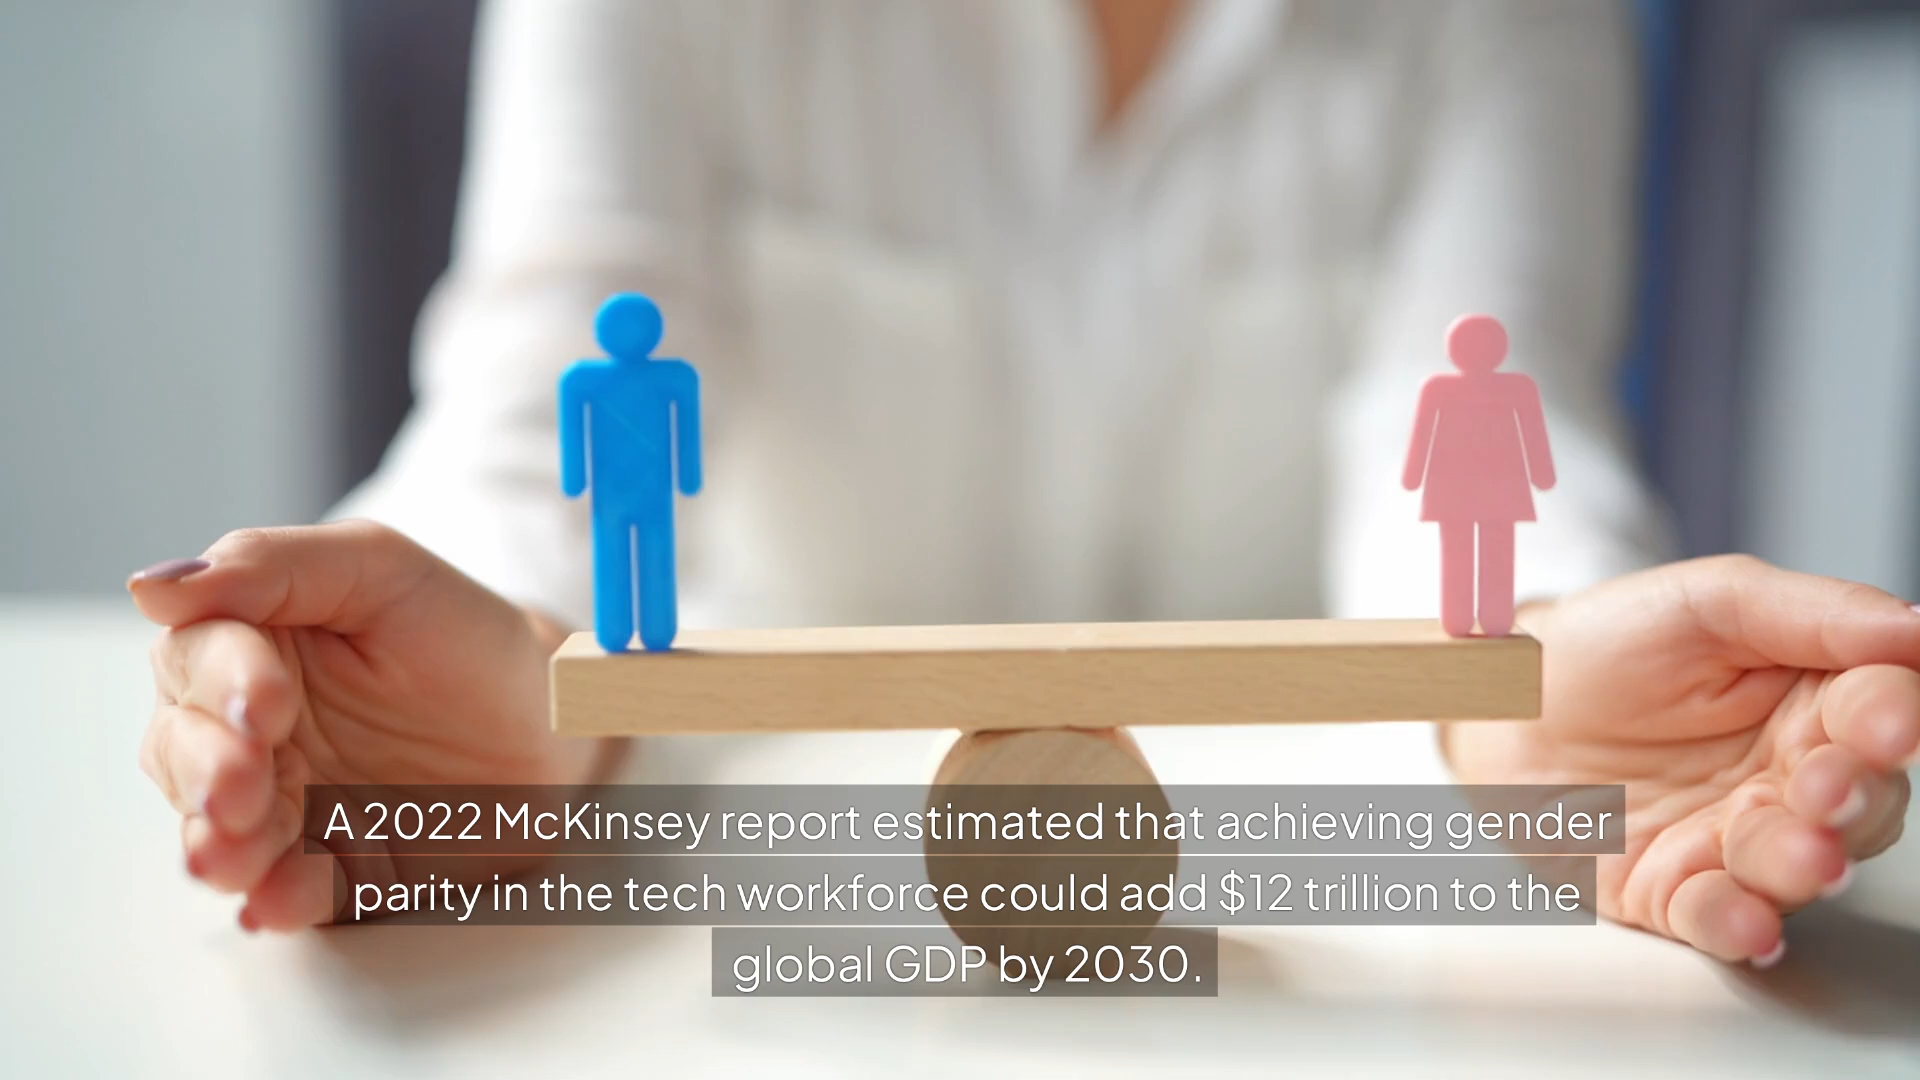 A 2022 McKinsey report estimated that achieving gender
parity in the tech workforce could add $12 trillion to the
global GDP by 2030.